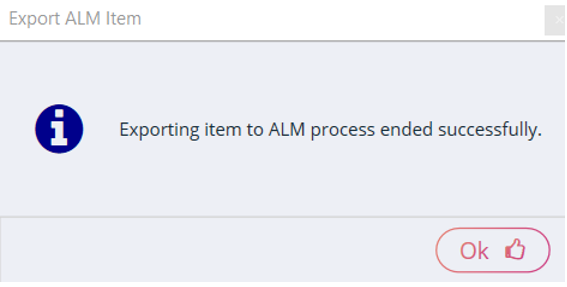 Export ALM Item
Exporting item to ALM process ended successfully.
Ok